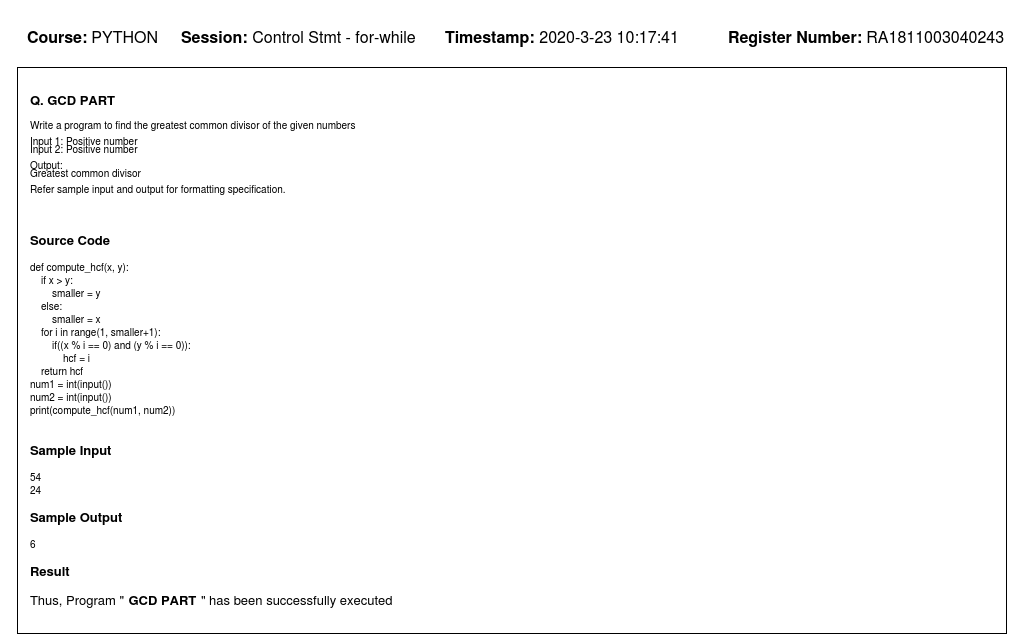 Course: PYTHON Session: Control Stmt - for-while Timestamp: 2020-3-23 10:17:41 Register Number: RA1811003040243
Q. GCD PART
Write a program to find the greatest common divisor of the given numbers
Input 1: Positive number
Input 2: Positive number
Output:
Greatest common divisor
Refer sample input and output for formatting specification.
Source Code
def compute_hcf(x, y):
    if x > y:
        smaller = y
    else:
        smaller = x
    for i in range(1, smaller+1):
        if((x % i == 0) and (y % i == 0)):
            hcf = i
    return hcf
num1 = int(input())
num2 = int(input())
print(compute_hcf(num1, num2))
Sample Input
54
24
Sample Output
6
Result
Thus, Program " GCD PART " has been successfully executed